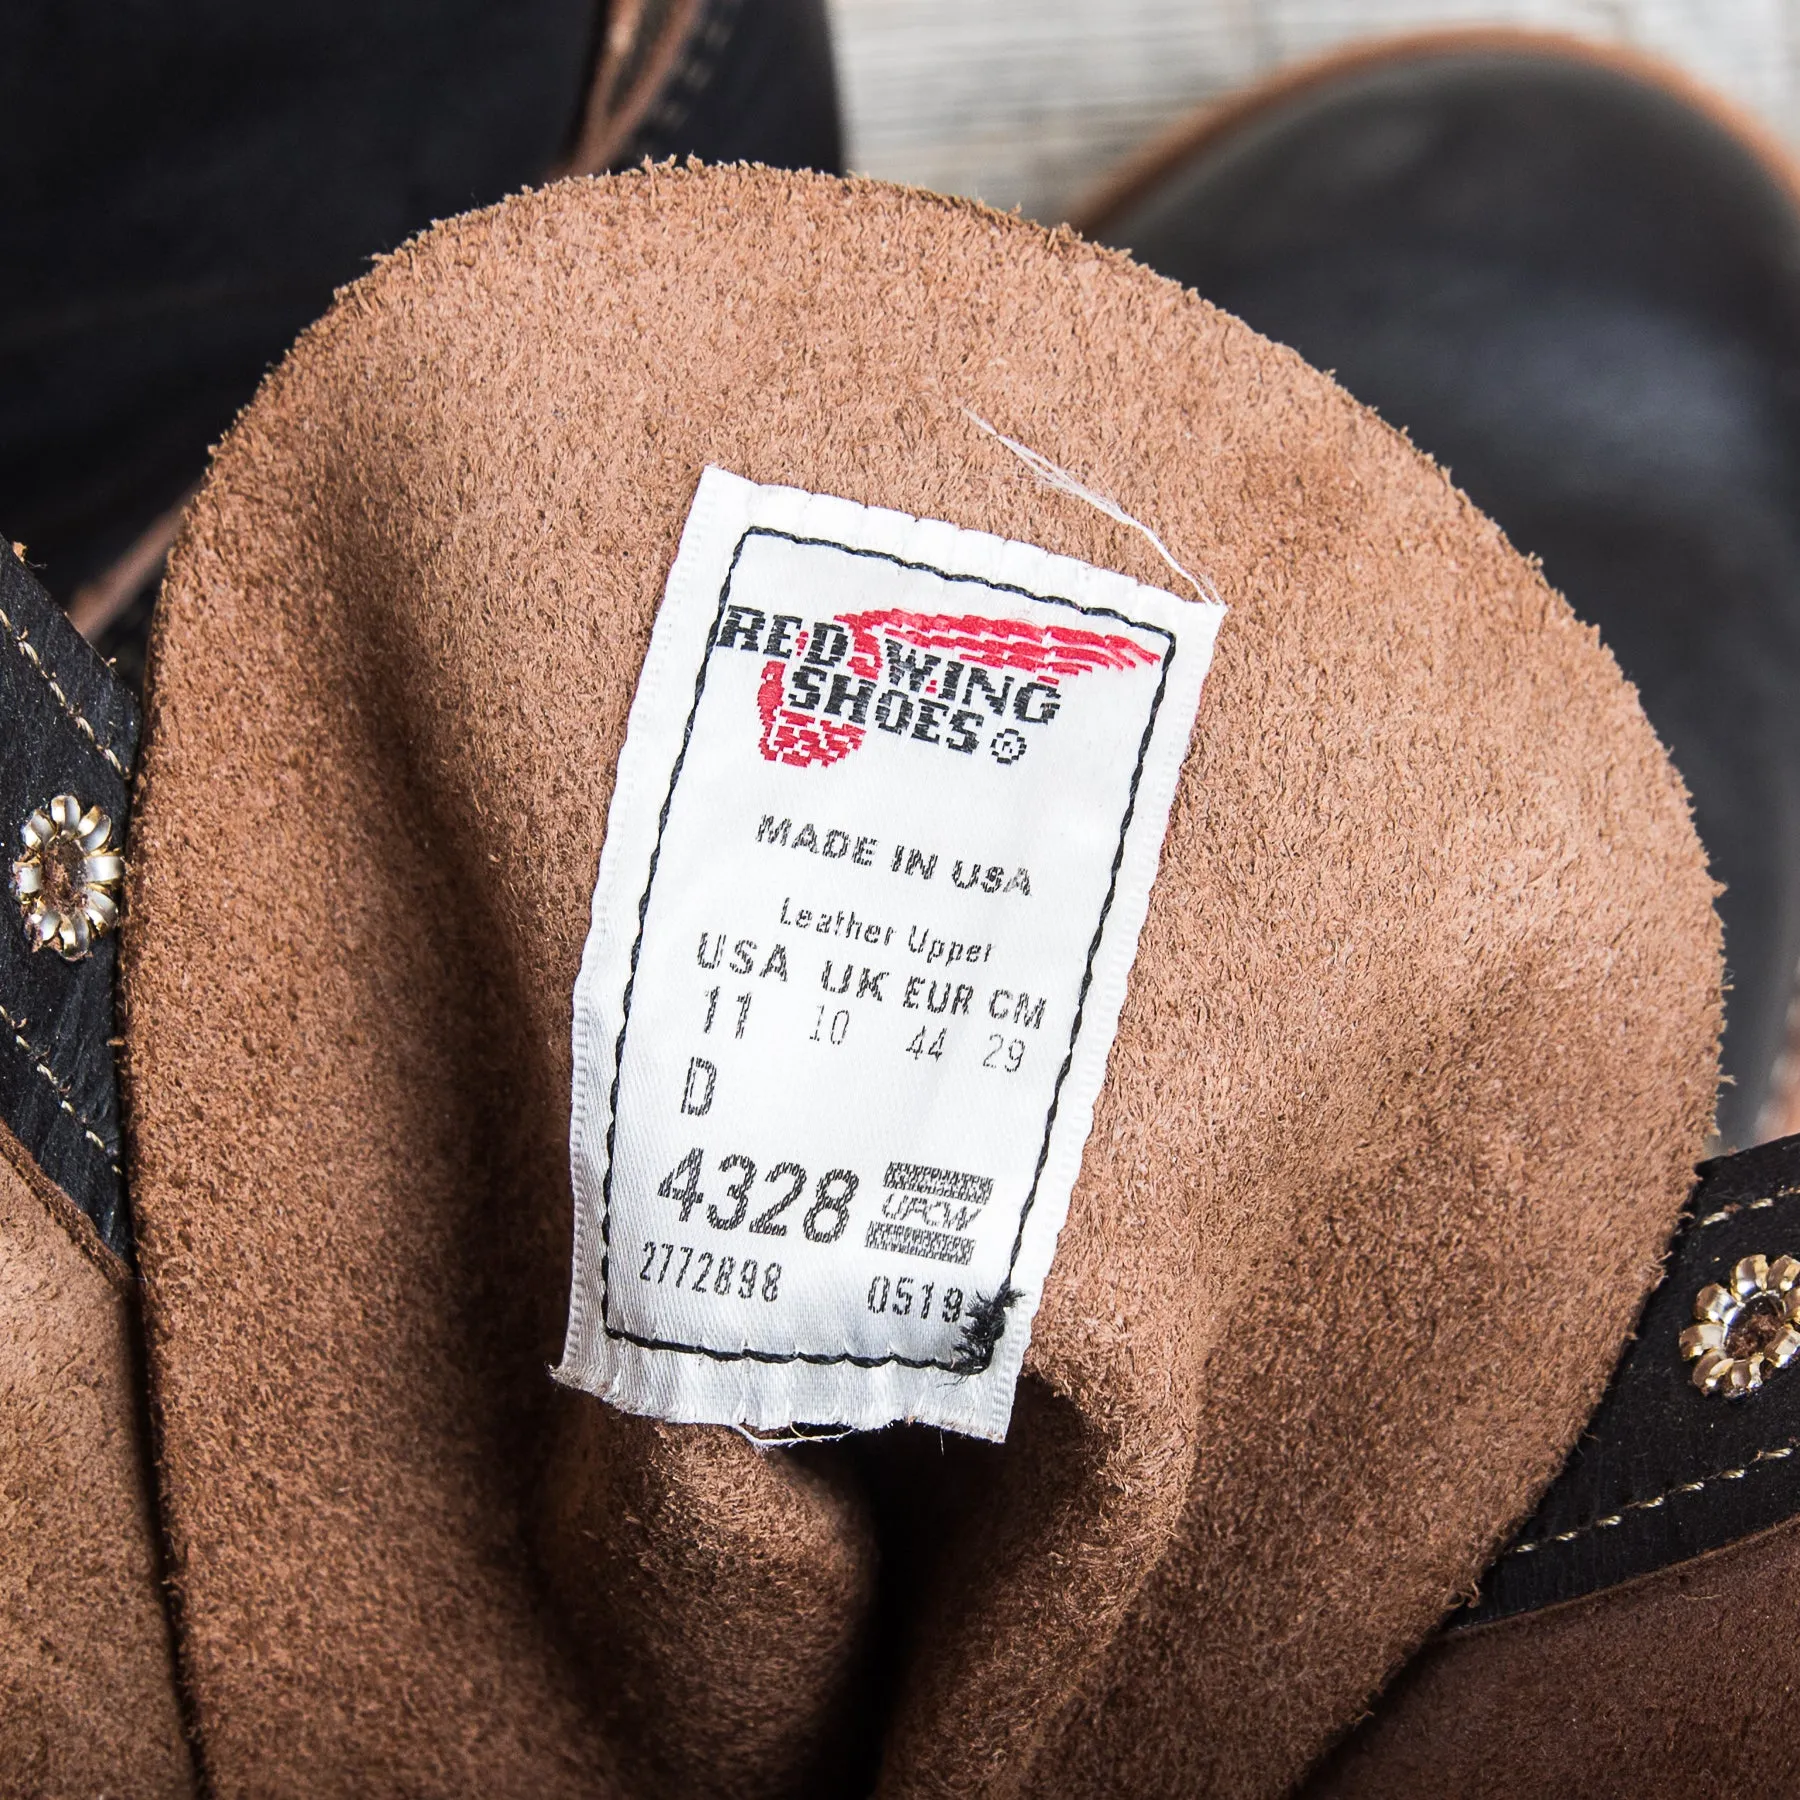 RED WING
SHOES ®
MADE IN USA
Leather Upper
USA UK EUR CM
11 10 44 29
D
4328 UFCW
2772898 0519